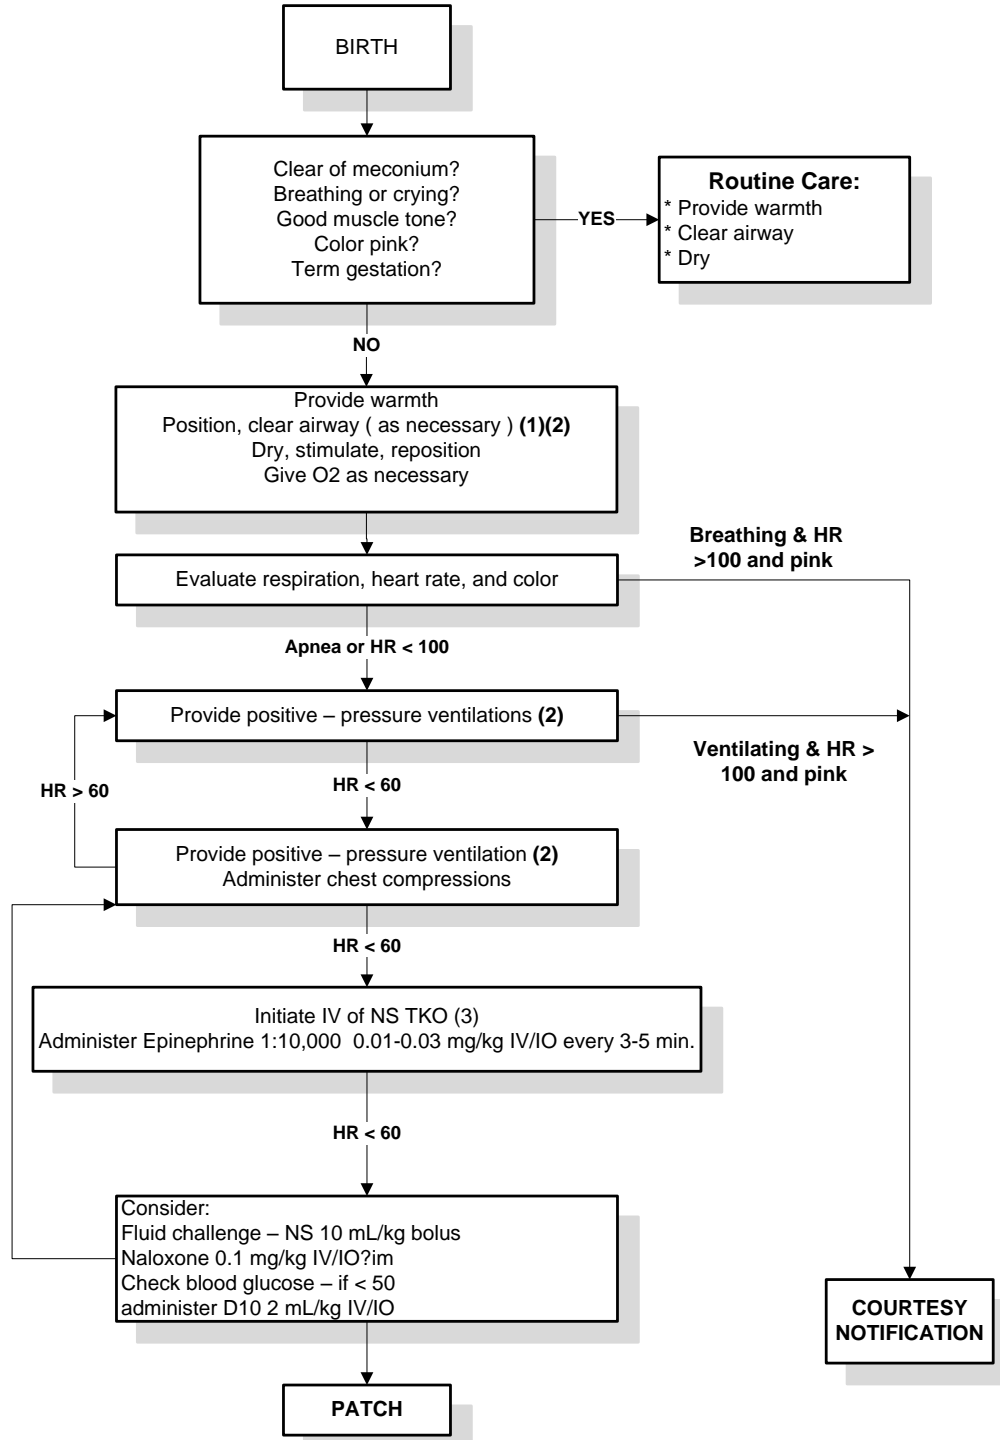 BIRTH
Clear of meconium?
Breathing or crying?
Good muscle tone?
Color pink?
Term gestation?
YES
Routine Care:
* Provide warmth
* Clear airway
* Dry
NO
Provide warmth
Position, clear airway ( as necessary ) (1)(2)
Dry, stimulate, reposition
Give O2 as necessary
Breathing & HR
>100 and pink
Evaluate respiration, heart rate, and color
Apnea or HR < 100
Provide positive – pressure ventilations (2)
Ventilating & HR >
100 and pink
HR > 60
HR < 60
Provide positive – pressure ventilation (2)
Administer chest compressions
HR < 60
Initiate IV of NS TKO (3)
Administer Epinephrine 1:10,000  0.01-0.03 mg/kg IV/IO every 3-5 min.
HR < 60
Consider:
Fluid challenge – NS 10 mL/kg bolus
Naloxone 0.1 mg/kg IV/IO?im
Check blood glucose – if < 50
administer D10 2 mL/kg IV/IO
COURTESY
NOTIFICATION
PATCH